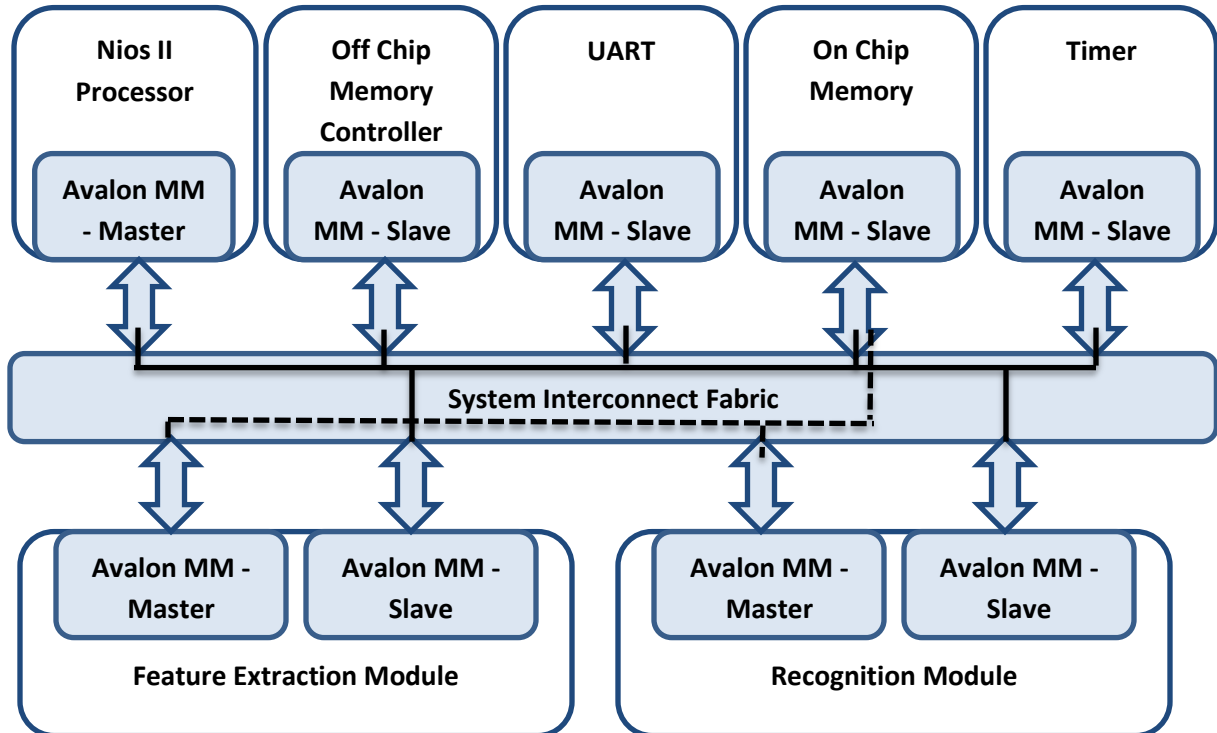 Nios II
Processor
Avalon MM
- Master
Off Chip
Memory
Controller
Avalon
MM - Slave
UART
Avalon
MM - Slave
On Chip
Memory
Avalon
MM - Slave
Timer
Avalon
MM - Slave
System Interconnect Fabric
Avalon MM -
Master
Avalon MM -
Slave
Feature Extraction Module
Avalon MM -
Master
Avalon MM -
Slave
Recognition Module